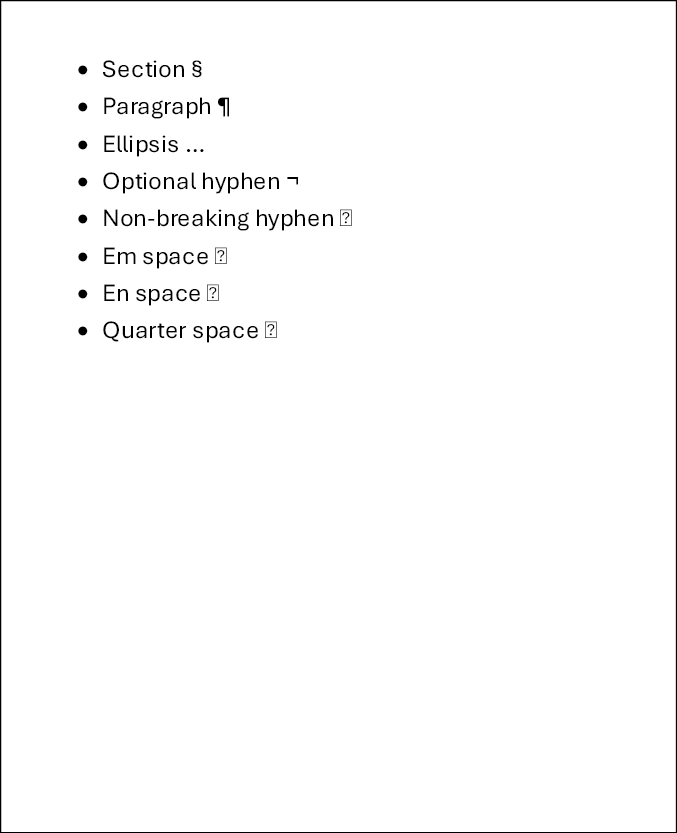 • Section §
• Paragraph ¶
• Ellipsis …
• Optional hyphen ¬
• Non-breaking hyphen ⍰
• Em space ⍰
• En space ⍰
• Quarter space ⍰